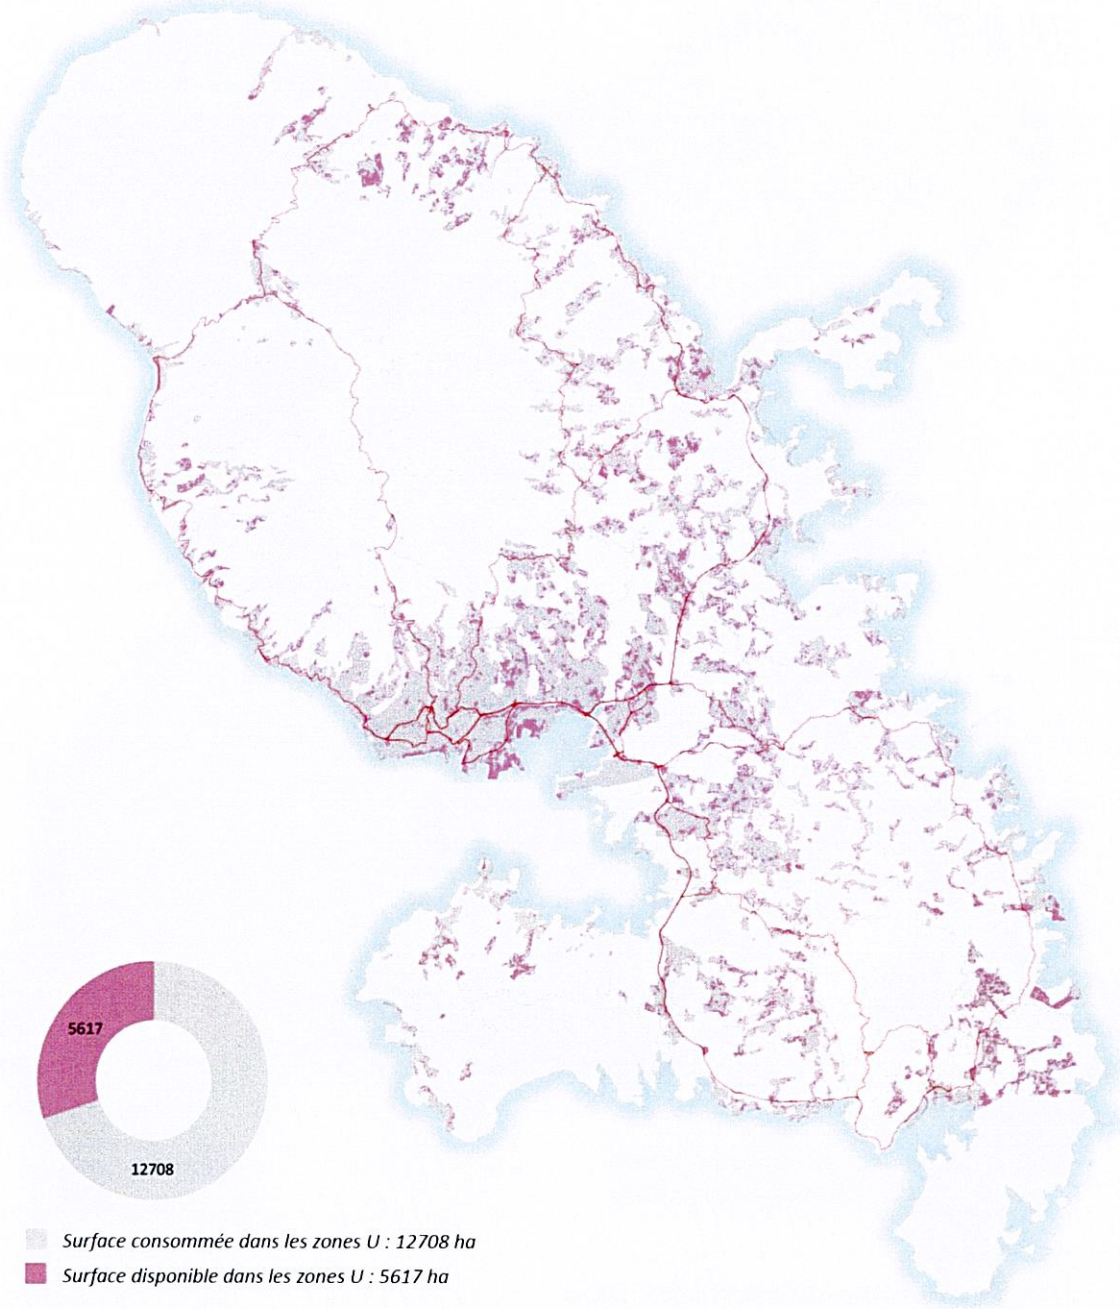 5617
12708
Surface consommée dans les zones U : 12708 ha
Surface disponible dans les zones U : 5617 ha